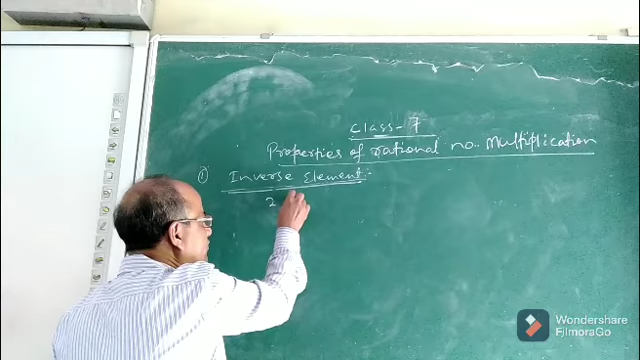 Class - 7
Properties of rational no. Multiplication
① Inverse Element :-
2
Wondershare
FilmoraGo